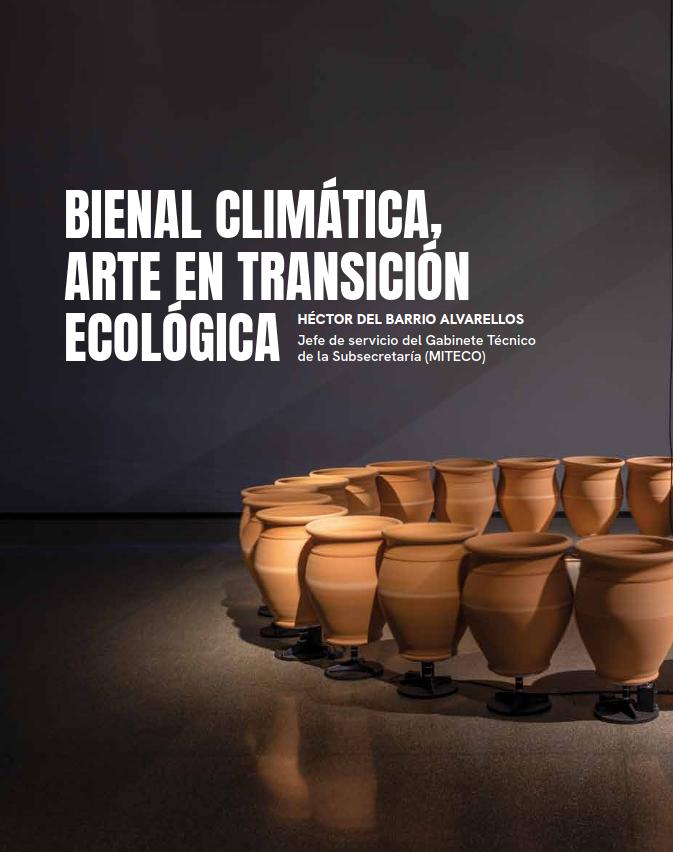 BIENAL CLIMÁTICA,
ARTE EN TRANSICIÓN
ECOLÓGICA
HÉCTOR DEL BARRIO ALVARELLOS
Jefe de servicio del Gabinete Técnico
de la Subsecretaría (MITECO)